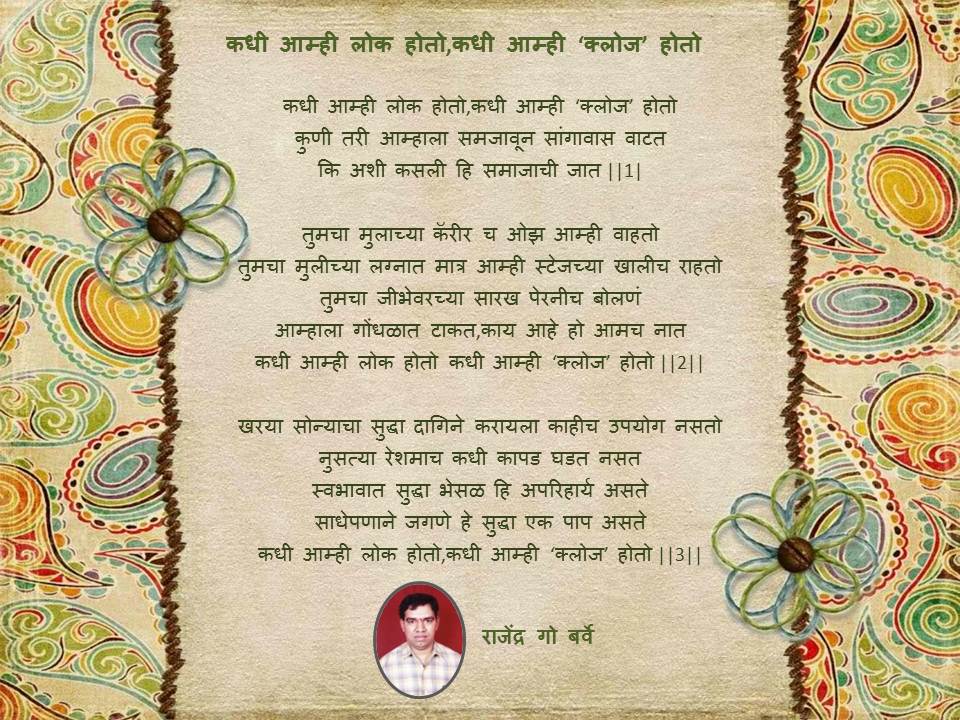 कधी आम्ही लोक होतो,कधी आम्ही ‘क्लोज’ होतो
कधी आम्ही लोक होतो,कधी आम्ही ‘क्लोज’ होतो
कुणी तरी आम्हाला समजावून सांगावास वाटत
कि अशी कसली हि समाजाची जात ||1|
तुमचा मुलाच्या कॅरीर च ओझ आम्ही वाहतो
तुमचा मुलीच्या लग्नात मात्र आम्ही स्टेजच्या खालीच राहतो
तुमचा जीभेवरच्या सारख पेरनीच बोलणं
आम्हाला गोंधळात टाकत,काय आहे हो आमच नात
कधी आम्ही लोक होतो कधी आम्ही ‘क्लोज’ होतो ||2||
खरया सोन्याचा सुद्धा दागिने करायला काहीच उपयोग नसतो
नुसत्या रेशमाच कधी कापड घडत नसत
स्वभावात सुद्धा भेसळ हि अपरिहार्य असते
साधेपणाने जगणे हे सुद्धा एक पाप असते
कधी आम्ही लोक होतो,कधी आम्ही ‘क्लोज’ होतो ||3||
राजेंद्र गो बर्वे